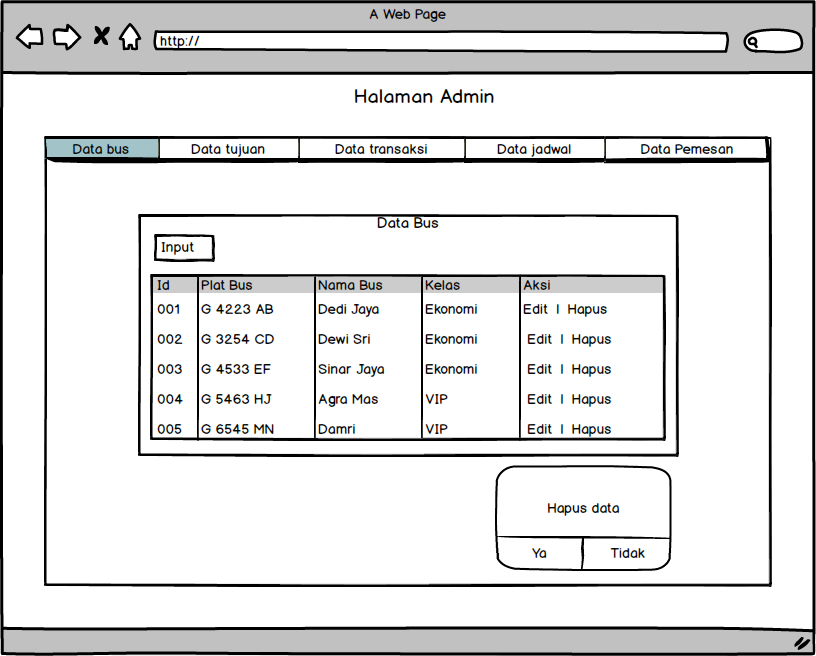 A Web Page
http://
Halaman Admin
Data bus Data tujuan Data transaksi Data jadwal Data Pemesan
Data Bus
Input
Id Plat Bus Nama Bus Kelas Aksi
001 G 4223 AB Dedi Jaya Ekonomi Edit | Hapus
002 G 3254 CD Dewi Sri Ekonomi Edit | Hapus
003 G 4533 EF Sinar Jaya Ekonomi Edit | Hapus
004 G 5463 HJ Agra Mas VIP Edit | Hapus
005 G 6545 MN Damri VIP Edit | Hapus
Hapus data
Ya Tidak